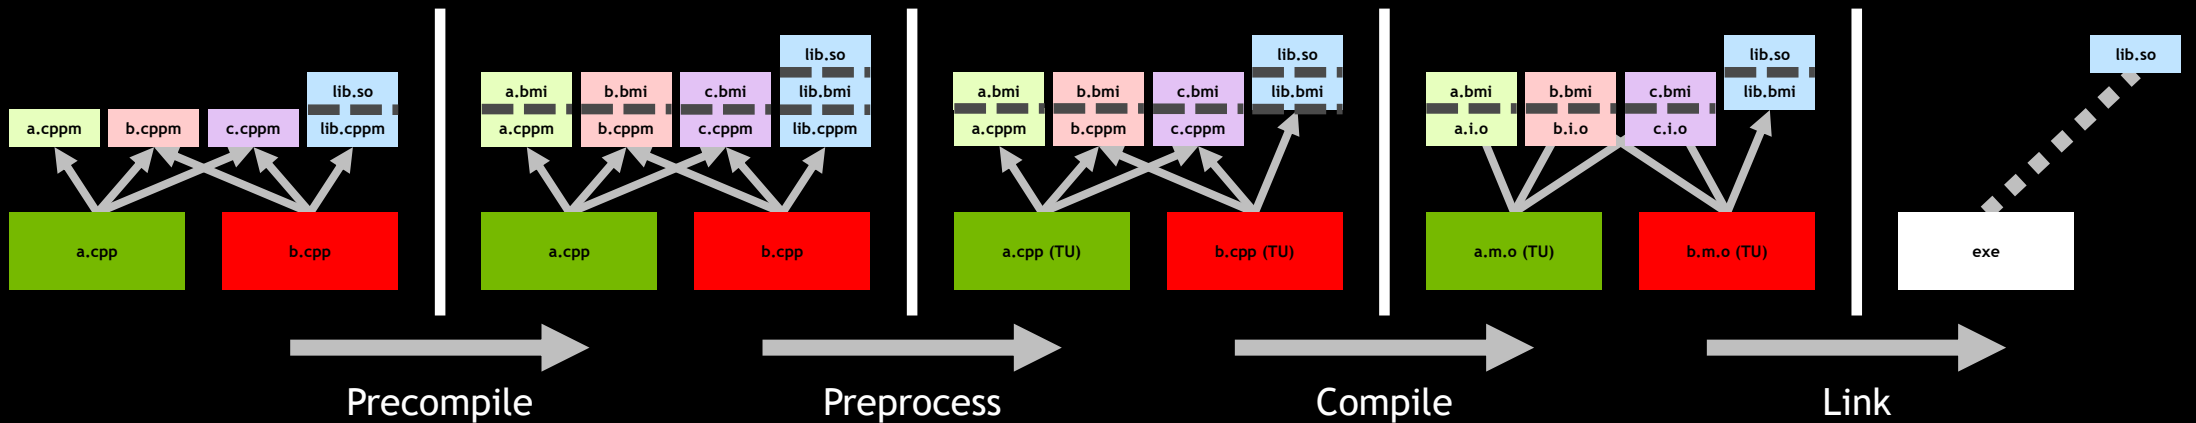 lib.so
lib.cppm
a.cppm
b.cppm
c.cppm
a.cpp
b.cpp
lib.so
a.bmi
b.bmi
c.bmi
lib.bmi
a.cppm
b.cppm
c.cppm
lib.cppm
a.cpp
b.cpp
lib.so
a.bmi
b.bmi
c.bmi
lib.bmi
a.cppm
b.cppm
c.cppm
a.cpp (TU)
b.cpp (TU)
lib.so
a.bmi
b.bmi
c.bmi
lib.bmi
a.i.o
b.i.o
c.i.o
a.m.o (TU)
b.m.o (TU)
lib.so
exe
Precompile
Preprocess
Compile
Link